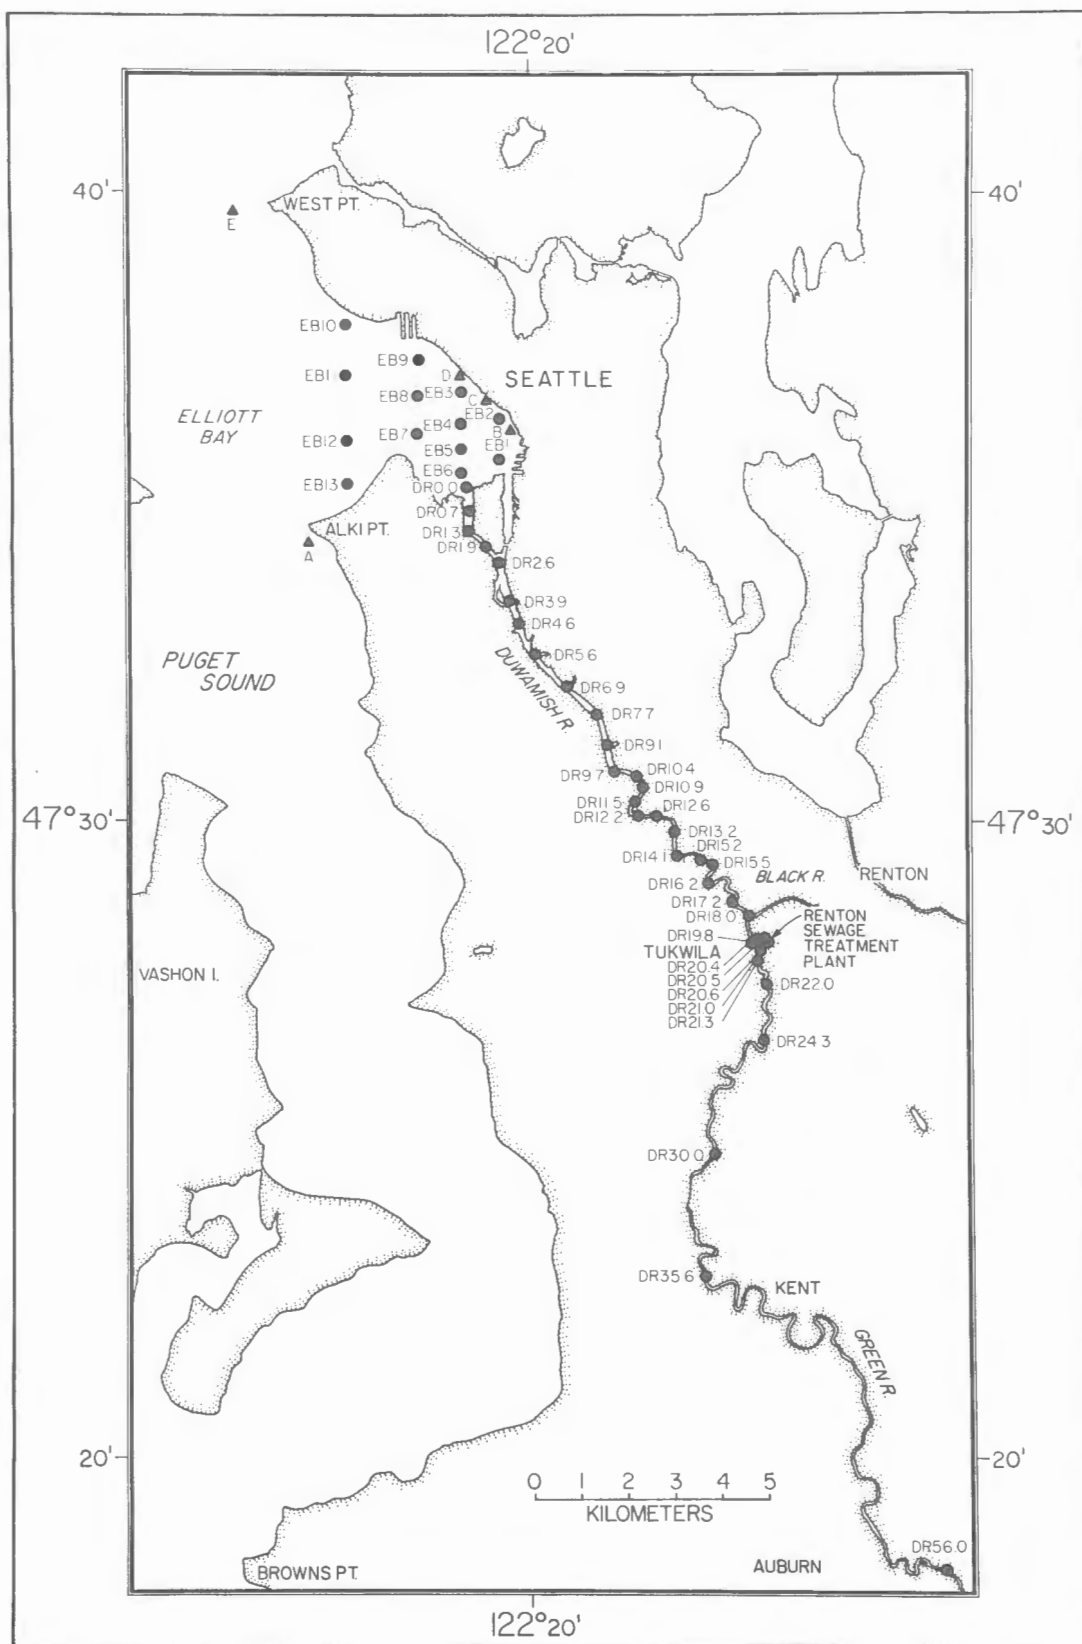 122°20'
40'
40'
WEST PT.
E
EB10
EB9
EB1
D
SEATTLE
EB8
EB3
C
EB2
ELLIOTT
BAY
EB4
B
EB7
EB1
EB12
EB5
EB6
EB13
DR0.0
DR0.7
ALKI PT.
DR1.3
A
DR1.9
DR2.6
DR3.9
DR4.6
PUGET
SOUND
DR5.6
DUWAMISH R.
DR6.9
DR7.7
DR9.1
DR9.7
DR10.4
DR10.9
47°30'
DR11.5
DR12.6
47°30'
DR12.2
DR13.2
DR14.1
DR15.2
DR15.5
BLACK R.
RENTON
DR16.2
DR17.2
DR18.0
RENTON
SEWAGE
TREATMENT
PLANT
DR19.8
TUKWILA
DR20.4
DR20.5
DR20.6
DR21.0
DR21.3
VASHON I.
DR22.0
DR24.3
DR30.0
DR35.6
KENT
GREEN R.
20'
20'
0 1 2 3 4 5
KILOMETERS
DR56.0
BROWNS PT.
AUBURN
122°20'